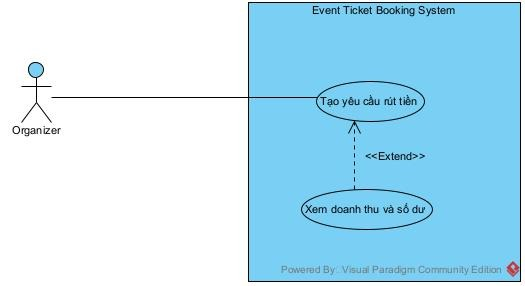 Event Ticket Booking System
Tạo yêu cầu rút tiền
Organizer
<<Extend>>
Xem doanh thu và số dư
Powered By: Visual Paradigm Community Edition